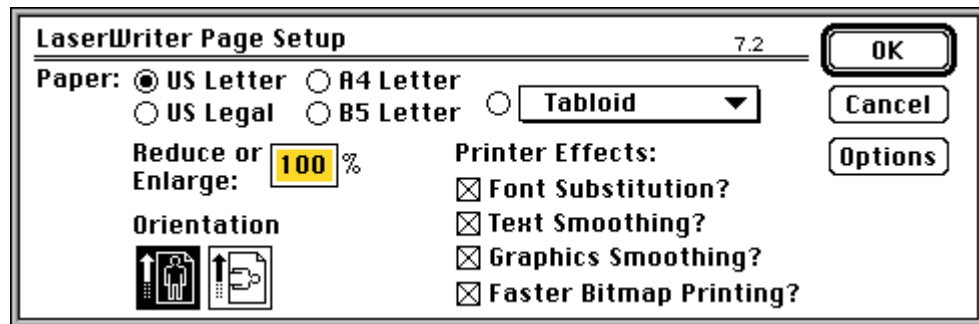 LaserWriter Page Setup 7.2 OK
Paper: US Letter A4 Letter
US Legal B5 Letter Tabloid Cancel
Reduce or 100 % Printer Effects: Options
Enlarge:
Font Substitution?
Orientation Text Smoothing?
Graphics Smoothing?
Faster Bitmap Printing?